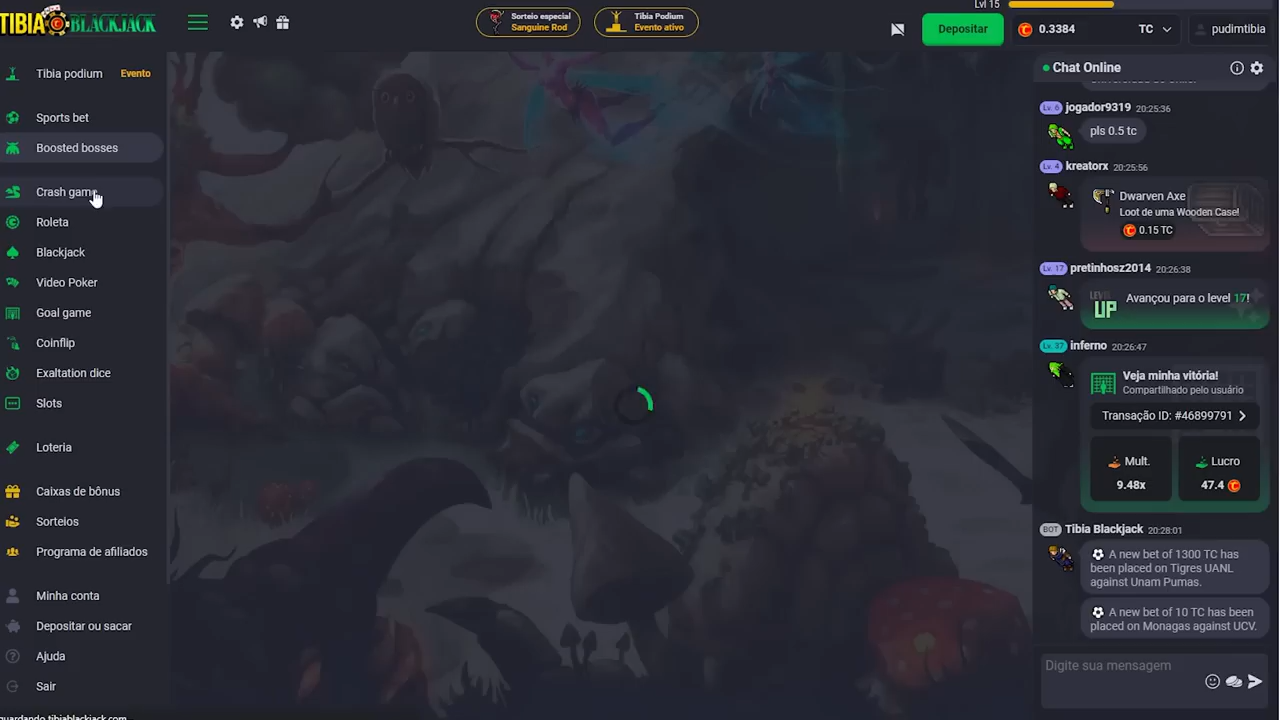 TIBIA BLACKJACK
Sorteio especial
Sanguine Rod
Tibia Podium
Evento ativo
Lvl 15
Depositar
0.3384
TC
pudimtibia
Tibia podium
Evento
Sports bet
Boosted bosses
Crash game
Roleta
Blackjack
Video Poker
Goal game
Coinflip
Exaltation dice
Slots
Loteria
Caixas de bônus
Sorteios
Programa de afiliados
Minha conta
Depositar ou sacar
Ajuda
Sair
Chat Online
Lv. 6 jogador9319 20:25:36
pls 0.5 tc
Lv. 4 kreatorx 20:25:56
Dwarven Axe
Loot de uma Wooden Case!
0.15 TC
Lv. 17 pretinhosz2014 20:26:38
LEVEL
UP
Avançou para o level 17!
Lv. 37 inferno 20:26:47
Veja minha vitória!
Compartilhado pelo usuário
Transação ID: #46899791
Mult.
9.48x
Lucro
47.4
BOT Tibia Blackjack 20:28:01
A new bet of 1300 TC has
been placed on Tigres UANL
against Unam Pumas.
A new bet of 10 TC has been
placed on Monagas against UCV.
Digite sua mensagem